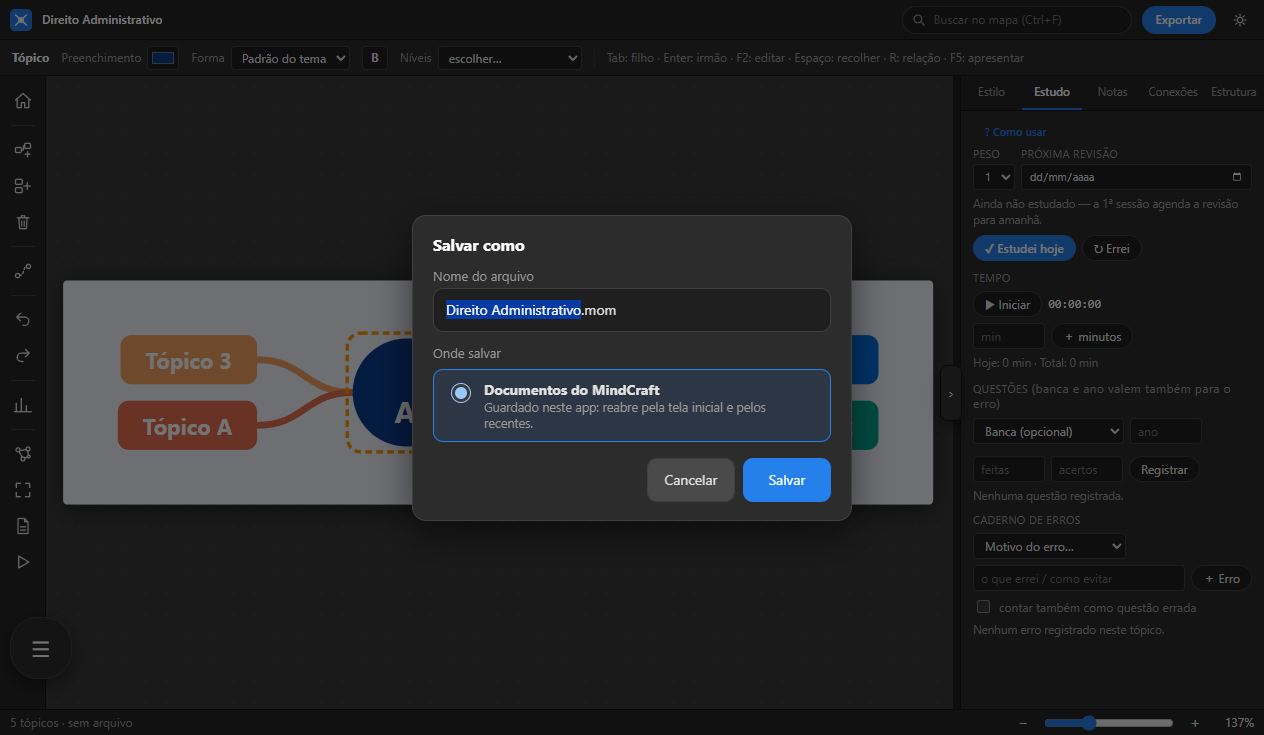 Direito Administrativo
Buscar no mapa (Ctrl+F)
Exportar
Tópico
Preenchimento
Forma
Padrão do tema
B
Níveis
escolher...
Tab: filho · Enter: irmão · F2: editar · Espaço: recolher · R: relação · F5: apresentar
Estilo
Estudo
Notas
Conexões
Estrutura
? Como usar
PESO
PRÓXIMA REVISÃO
1
dd/mm/aaaa
Ainda não estudado — a 1ª sessão agenda a revisão
para amanhã.
✓ Estudei hoje
↻ Errei
TEMPO
▶ Iniciar
00:00:00
min
+ minutos
Hoje: 0 min · Total: 0 min
QUESTÕES (banca e ano valem também para o
erro)
Banca (opcional)
ano
feitas
acertos
Registrar
Nenhuma questão registrada.
CADERNO DE ERROS
Motivo do erro...
o que errei / como evitar
+ Erro
contar também como questão errada
Nenhum erro registrado neste tópico.
Tópico 3
Tópico A
A
Salvar como
Nome do arquivo
Direito Administrativo.mom
Onde salvar
Documentos do MindCraft
Guardado neste app: reabre pela tela inicial e pelos
recentes.
Cancelar
Salvar
5 tópicos · sem arquivo
− + 137%